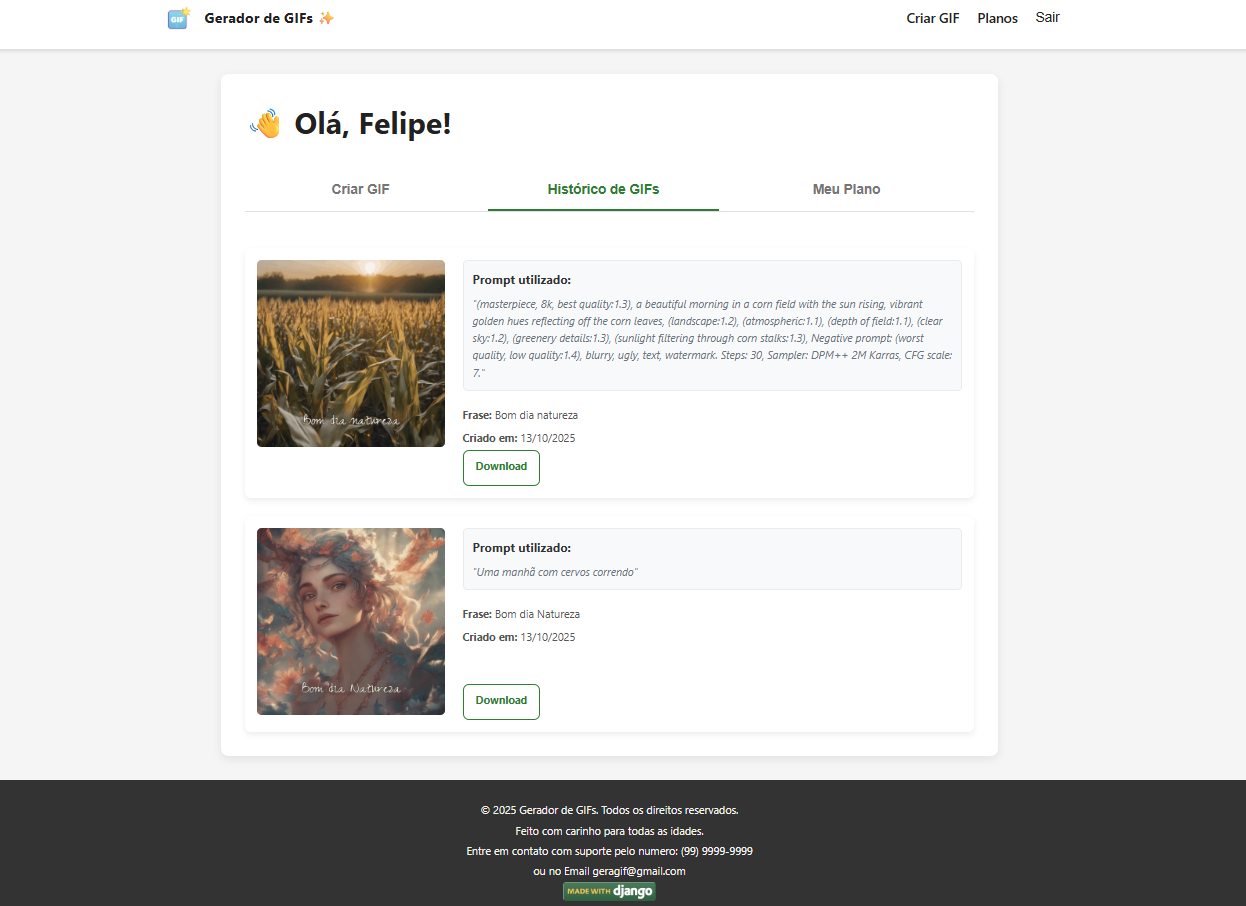 GIF
Gerador de GIFs ✨
Criar GIF Planos Sair
👋 Olá, Felipe!
Criar GIF Histórico de GIFs Meu Plano
Bom dia natureza
Prompt utilizado:
"(masterpiece, 8k, best quality:1.3), a beautiful morning in a corn field with the sun rising, vibrant
golden hues reflecting off the corn leaves, (landscape:1.2), (atmospheric:1.1), (depth of field:1.1), (clear
sky:1.2), (greenery details:1.3), (sunlight filtering through corn stalks:1.3), Negative prompt: (worst
quality, low quality:1.4), blurry, ugly, text, watermark. Steps: 30, Sampler: DPM++ 2M Karras, CFG scale:
7."
Frase: Bom dia natureza
Criado em: 13/10/2025
Download
Bom dia Natureza
Prompt utilizado:
"Uma manhã com cervos correndo"
Frase: Bom dia Natureza
Criado em: 13/10/2025
Download
© 2025 Gerador de GIFs. Todos os direitos reservados.
Feito com carinho para todas as idades.
Entre em contato com suporte pelo numero: (99) 9999-9999
ou no Email geragif@gmail.com
MADE WITH django